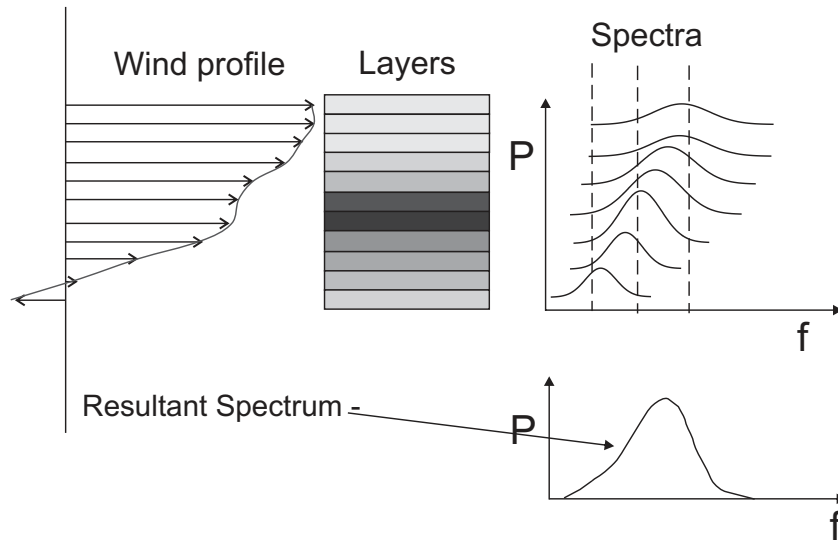 Wind profile
Layers
Spectra
P
f
Resultant Spectrum -
P
f